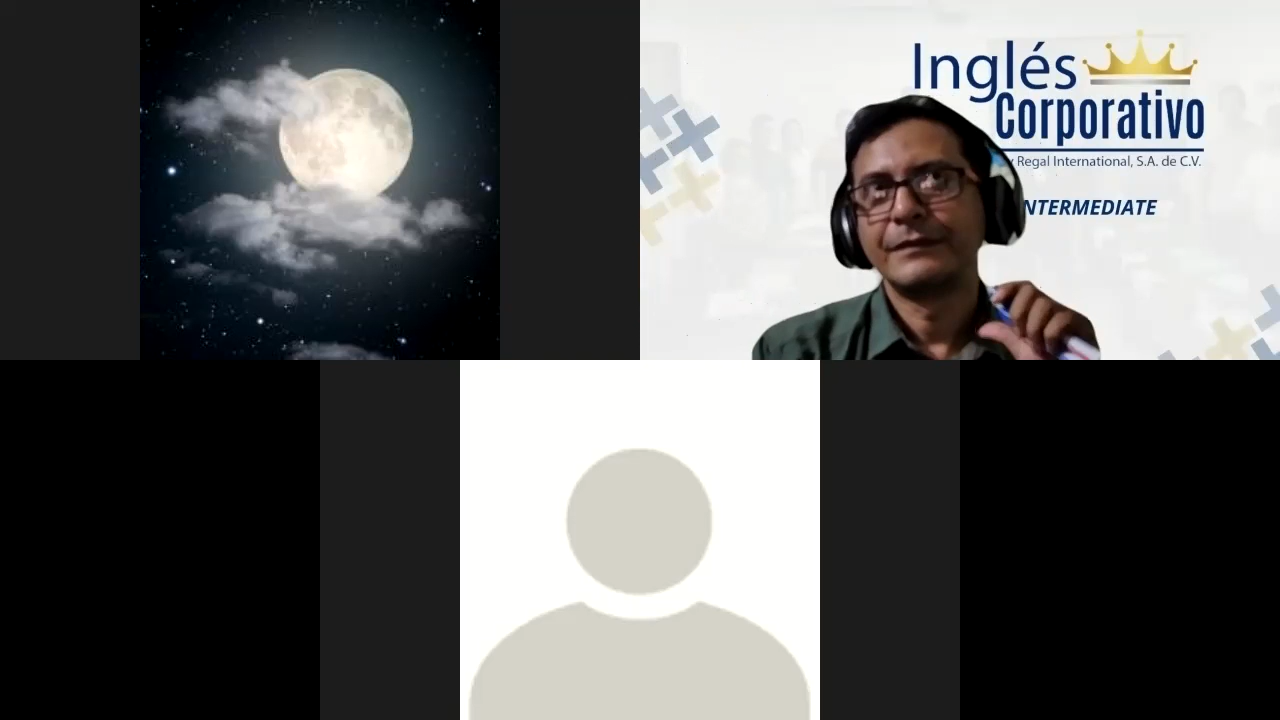 Inglés
Corporativo
Regal International, S.A. de C.V.
INTERMEDIATE